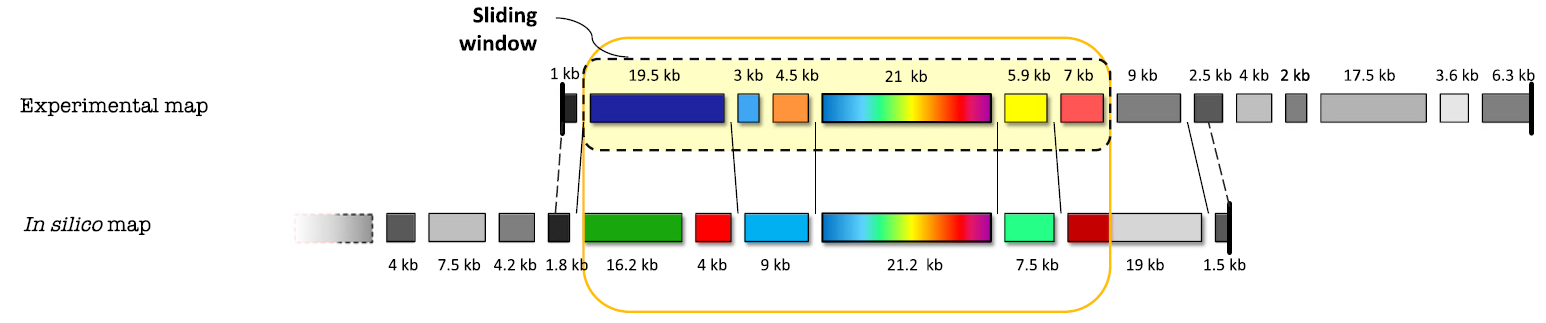 Sliding
window
1 kb 19.5 kb 3 kb 4.5 kb 21 kb 5.9 kb 7 kb 9 kb 2.5 kb 4 kb 2 kb 17.5 kb 3.6 kb 6.3 kb
Experimental map
In silico map
4 kb 7.5 kb 4.2 kb 1.8 kb 16.2 kb 4 kb 9 kb 21.2 kb 7.5 kb 19 kb 1.5 kb